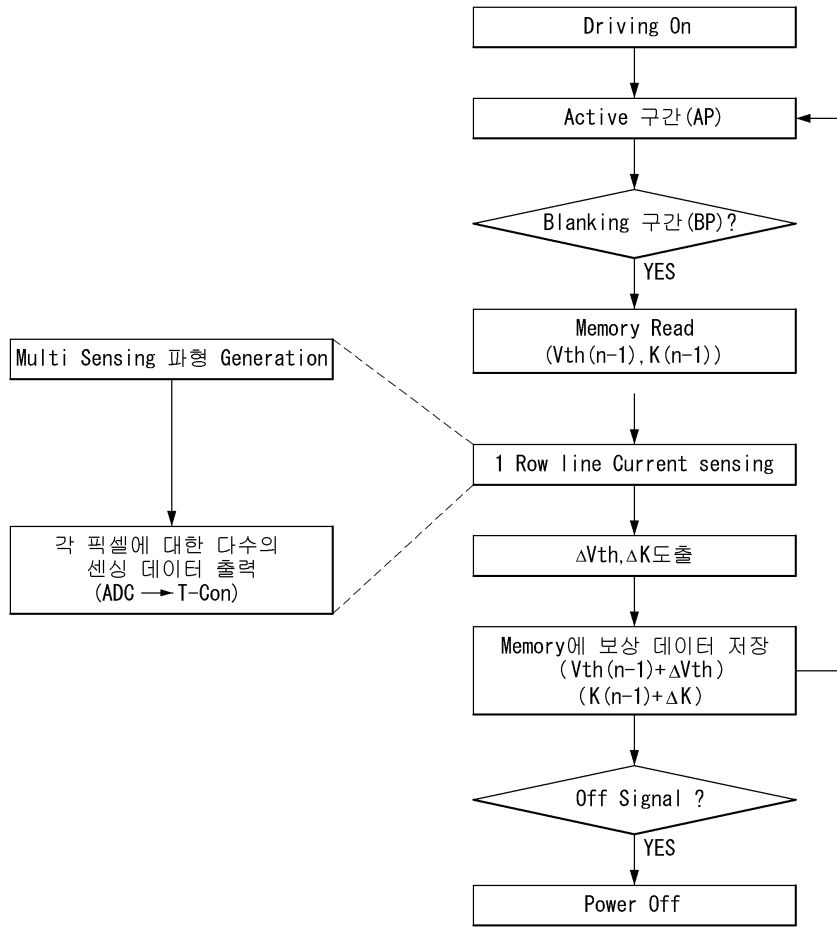 Driving On
Active 구간(AP)
Blanking 구간(BP)?
YES
Memory Read
(Vth(n-1),K(n-1))
Multi Sensing 파형 Generation
1 Row line Current sensing
각 픽셀에 대한 다수의
센싱 데이터 출력
(ADC → T-Con)
ΔVth,ΔK도출
Memory에 보상 데이터 저장
(Vth(n-1)+ΔVth)
(K(n-1)+ΔK)
Off Signal ?
YES
Power Off